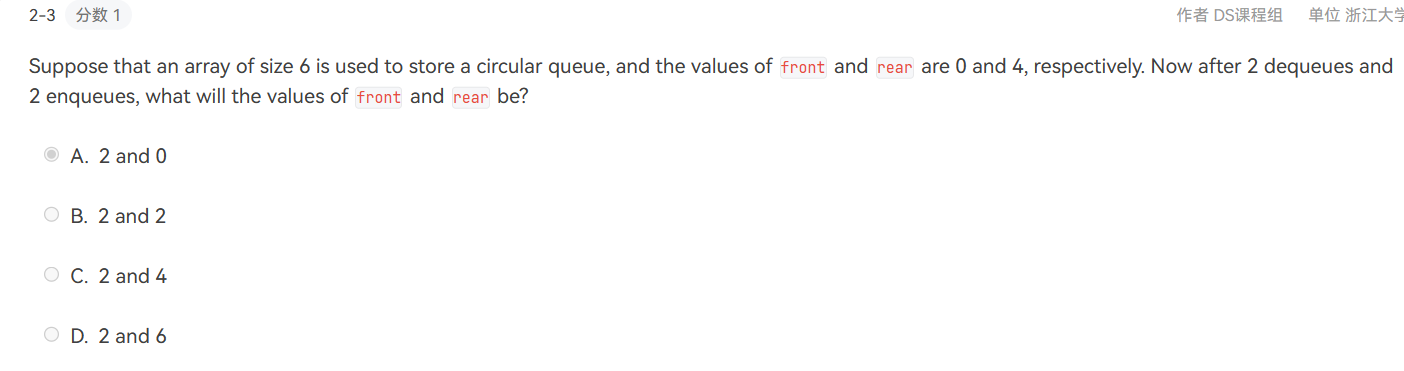 2-3 分数 1 作者 DS课程组 单位 浙江大学
Suppose that an array of size 6 is used to store a circular queue, and the values of front and rear are 0 and 4, respectively. Now after 2 dequeues and
2 enqueues, what will the values of front and rear be?
A. 2 and 0
B. 2 and 2
C. 2 and 4
D. 2 and 6